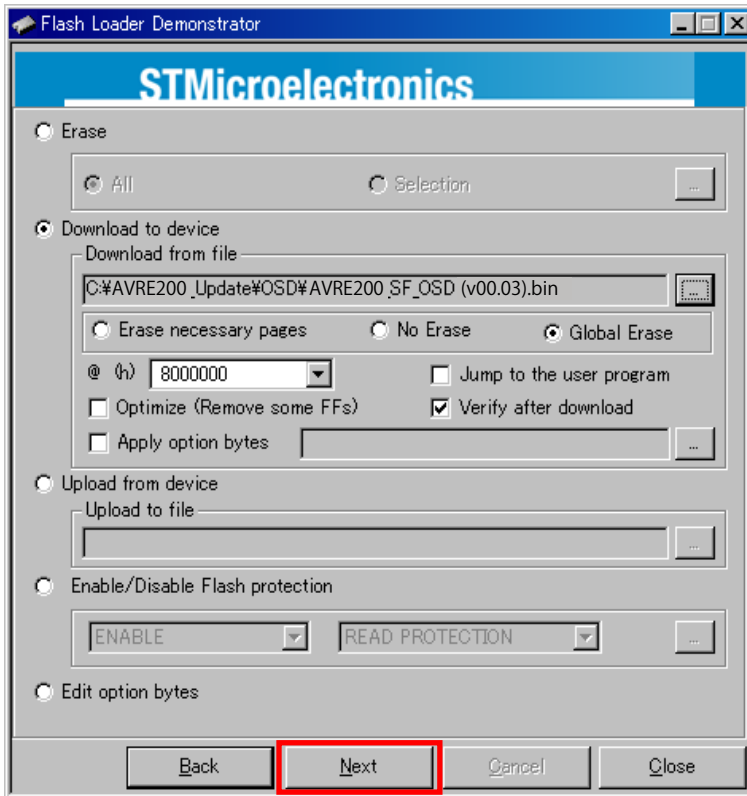 Flash Loader Demonstrator
STMicroelectronics
Erase
All Selection ...
Download to device
Download from file
C:¥AVRE200_Update¥OSD¥AVRE200_SF_OSD (v00.03).bin ...
Erase necessary pages No Erase Global Erase
@ (h) 8000000 Jump to the user program
Optimize (Remove some FFs) Verify after download
Apply option bytes ...
Upload from device
Upload to file
...
Enable/Disable Flash protection
ENABLE READ PROTECTION ...
Edit option bytes
Back Next Cancel Close